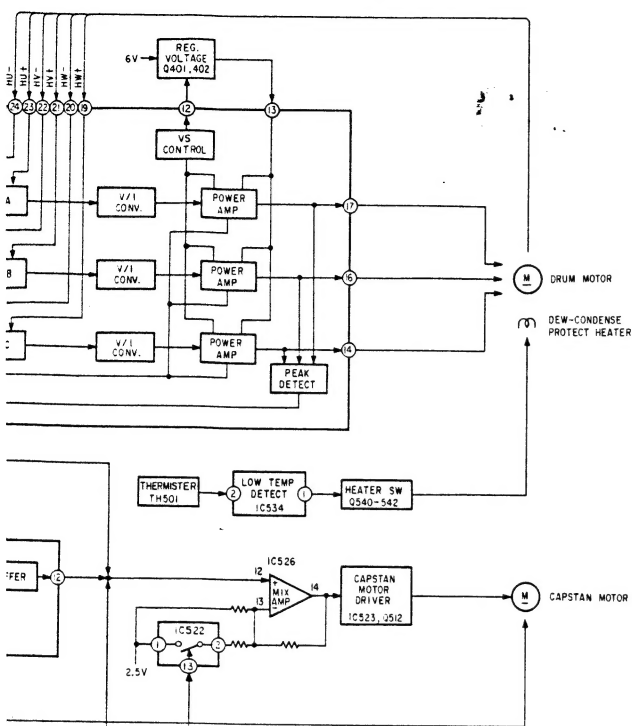 HU-
HU+
HV-
HV+
HW-
HW+
6V
REG.
VOLTAGE
Q401,402
24
23
22
21
20
19
12
13
VS
CONTROL
A
V/I
CONV.
POWER
AMP
17
B
V/I
CONV.
POWER
AMP
16
M
DRUM MOTOR
DEW-CONDENSE
PROTECT HEATER
C
V/I
CONV.
POWER
AMP
14
PEAK
DETECT
THERMISTER
TH501
2
LOW TEMP
DETECT
IC534
1
HEATER SW
Q540-542
FFER
12
12
IC526
+
MIX
AMP
-
13
14
CAPSTAN
MOTOR
DRIVER
IC523, Q512
M
CAPSTAN MOTOR
IC522
1
2
13
2.5V